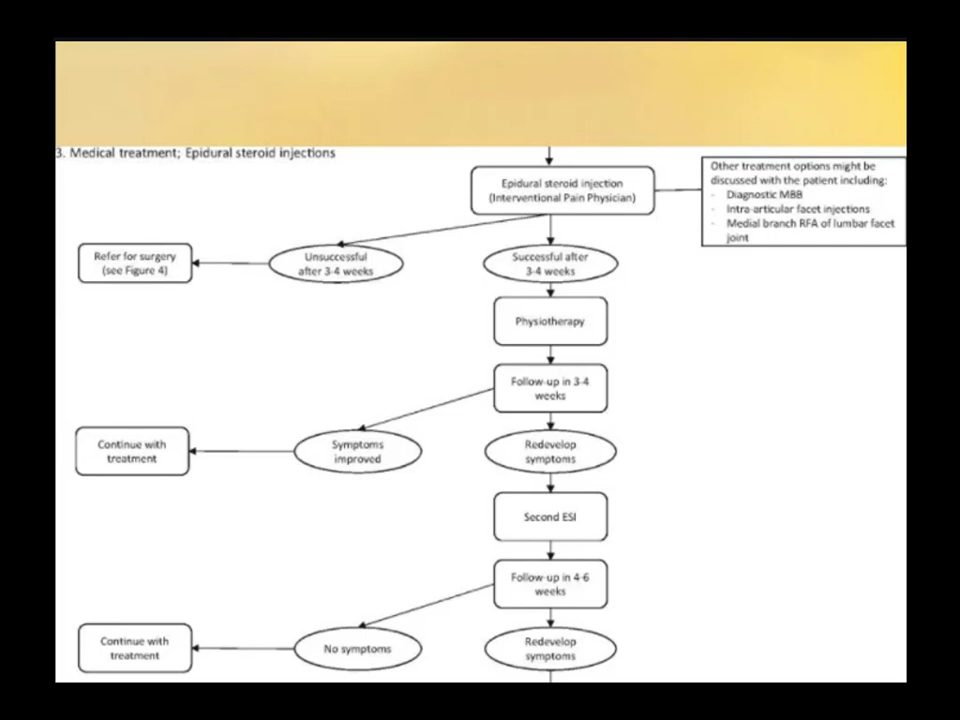 3. Medical treatment; Epidural steroid injections
Epidural steroid injection
(Interventional Pain Physician)
Other treatment options might be
discussed with the patient including:
- Diagnostic MBB
- Intra-articular facet injections
- Medial branch RFA of lumbar facet
joint
Refer for surgery
(see Figure 4)
Unsuccessful
after 3-4 weeks
Successful after
3-4 weeks
Physiotherapy
Follow-up in 3-4
weeks
Continue with
treatment
Symptoms
improved
Redevelop
symptoms
Second ESI
Follow-up in 4-6
weeks
Continue with
treatment
No symptoms
Redevelop
symptoms